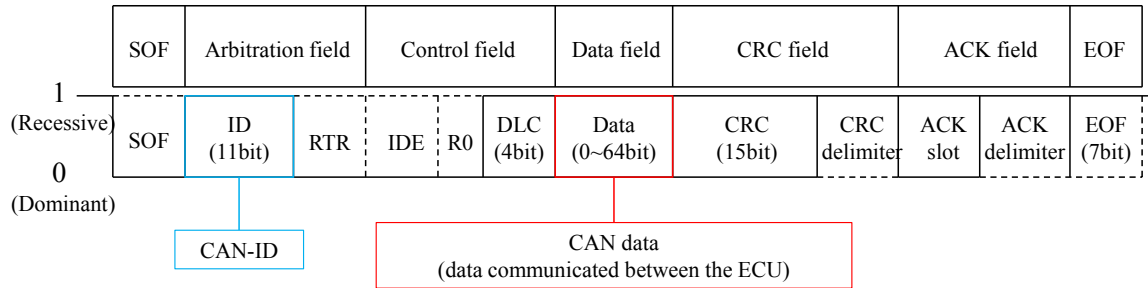 SOF Arbitration field Control field Data field CRC field ACK field EOF
1
(Recessive)
0
(Dominant)
SOF
ID
(11bit)
RTR
IDE
R0
DLC
(4bit)
Data
(0~64bit)
CRC
(15bit)
CRC
delimiter
ACK
slot
ACK
delimiter
EOF
(7bit)
CAN-ID
CAN data
(data communicated between the ECU)